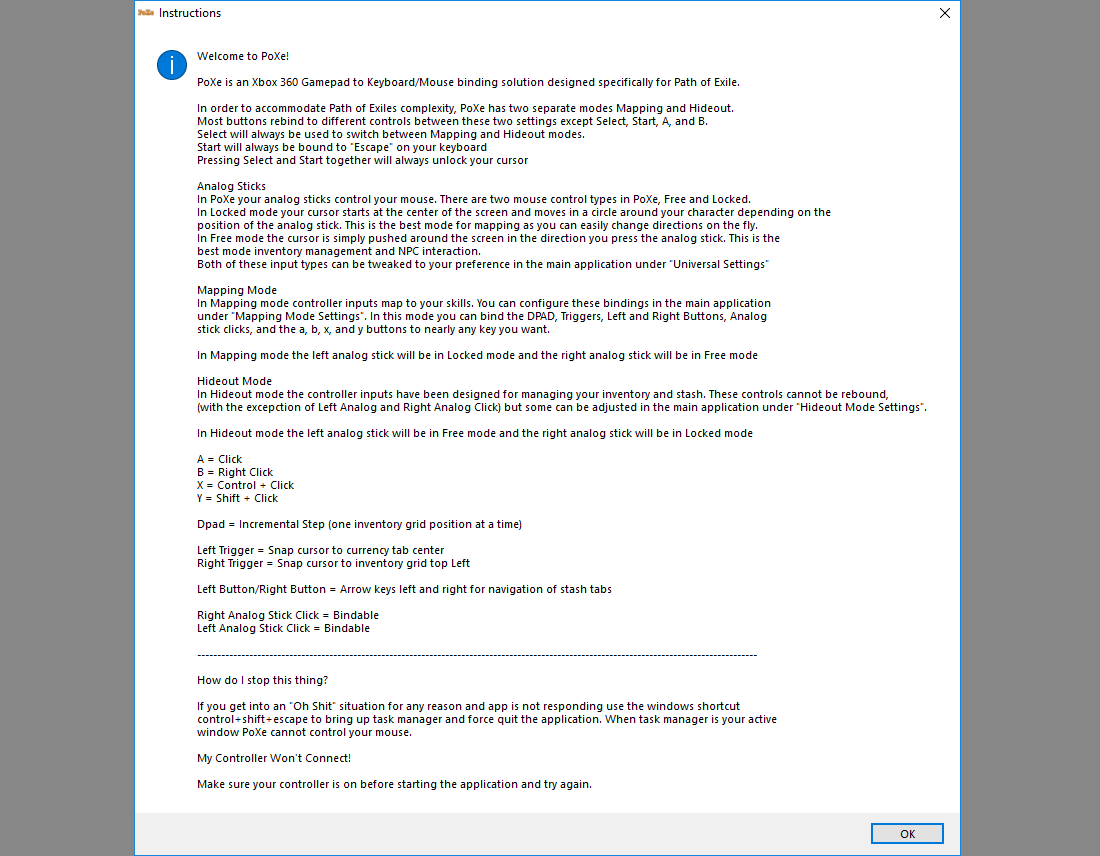 PoXe Instructions
Welcome to PoXe!
PoXe is an Xbox 360 Gamepad to Keyboard/Mouse binding solution designed specifically for Path of Exile.
In order to accommodate Path of Exiles complexity, PoXe has two separate modes Mapping and Hideout.
Most buttons rebind to different controls between these two settings except Select, Start, A, and B.
Select will always be used to switch between Mapping and Hideout modes.
Start will always be bound to "Escape" on your keyboard
Pressing Select and Start together will always unlock your cursor
Analog Sticks
In PoXe your analog sticks control your mouse. There are two mouse control types in PoXe, Free and Locked.
In Locked mode your cursor starts at the center of the screen and moves in a circle around your character depending on the
position of the analog stick. This is the best mode for mapping as you can easily change directions on the fly.
In Free mode the cursor is simply pushed around the screen in the direction you press the analog stick. This is the
best mode inventory management and NPC interaction.
Both of these input types can be tweaked to your preference in the main application under "Universal Settings"
Mapping Mode
In Mapping mode controller inputs map to your skills. You can configure these bindings in the main application
under "Mapping Mode Settings". In this mode you can bind the DPAD, Triggers, Left and Right Buttons, Analog
stick clicks, and the a, b, x, and y buttons to nearly any key you want.
In Mapping mode the left analog stick will be in Locked mode and the right analog stick will be in Free mode
Hideout Mode
In Hideout mode the controller inputs have been designed for managing your inventory and stash. These controls cannot be rebound,
(with the excepction of Left Analog and Right Analog Click) but some can be adjusted in the main application under "Hideout Mode Settings".
In Hideout mode the left analog stick will be in Free mode and the right analog stick will be in Locked mode
A = Click
B = Right Click
X = Control + Click
Y = Shift + Click
Dpad = Incremental Step (one inventory grid position at a time)
Left Trigger = Snap cursor to currency tab center
Right Trigger = Snap cursor to inventory grid top Left
Left Button/Right Button = Arrow keys left and right for navigation of stash tabs
Right Analog Stick Click = Bindable
Left Analog Stick Click = Bindable
--------------------------------------------------------------------------------------------------------------------------------------------
How do I stop this thing?
If you get into an "Oh Shit" situation for any reason and app is not responding use the windows shortcut
control+shift+escape to bring up task manager and force quit the application. When task manager is your active
window PoXe cannot control your mouse.
My Controller Won't Connect!
Make sure your controller is on before starting the application and try again.
OK